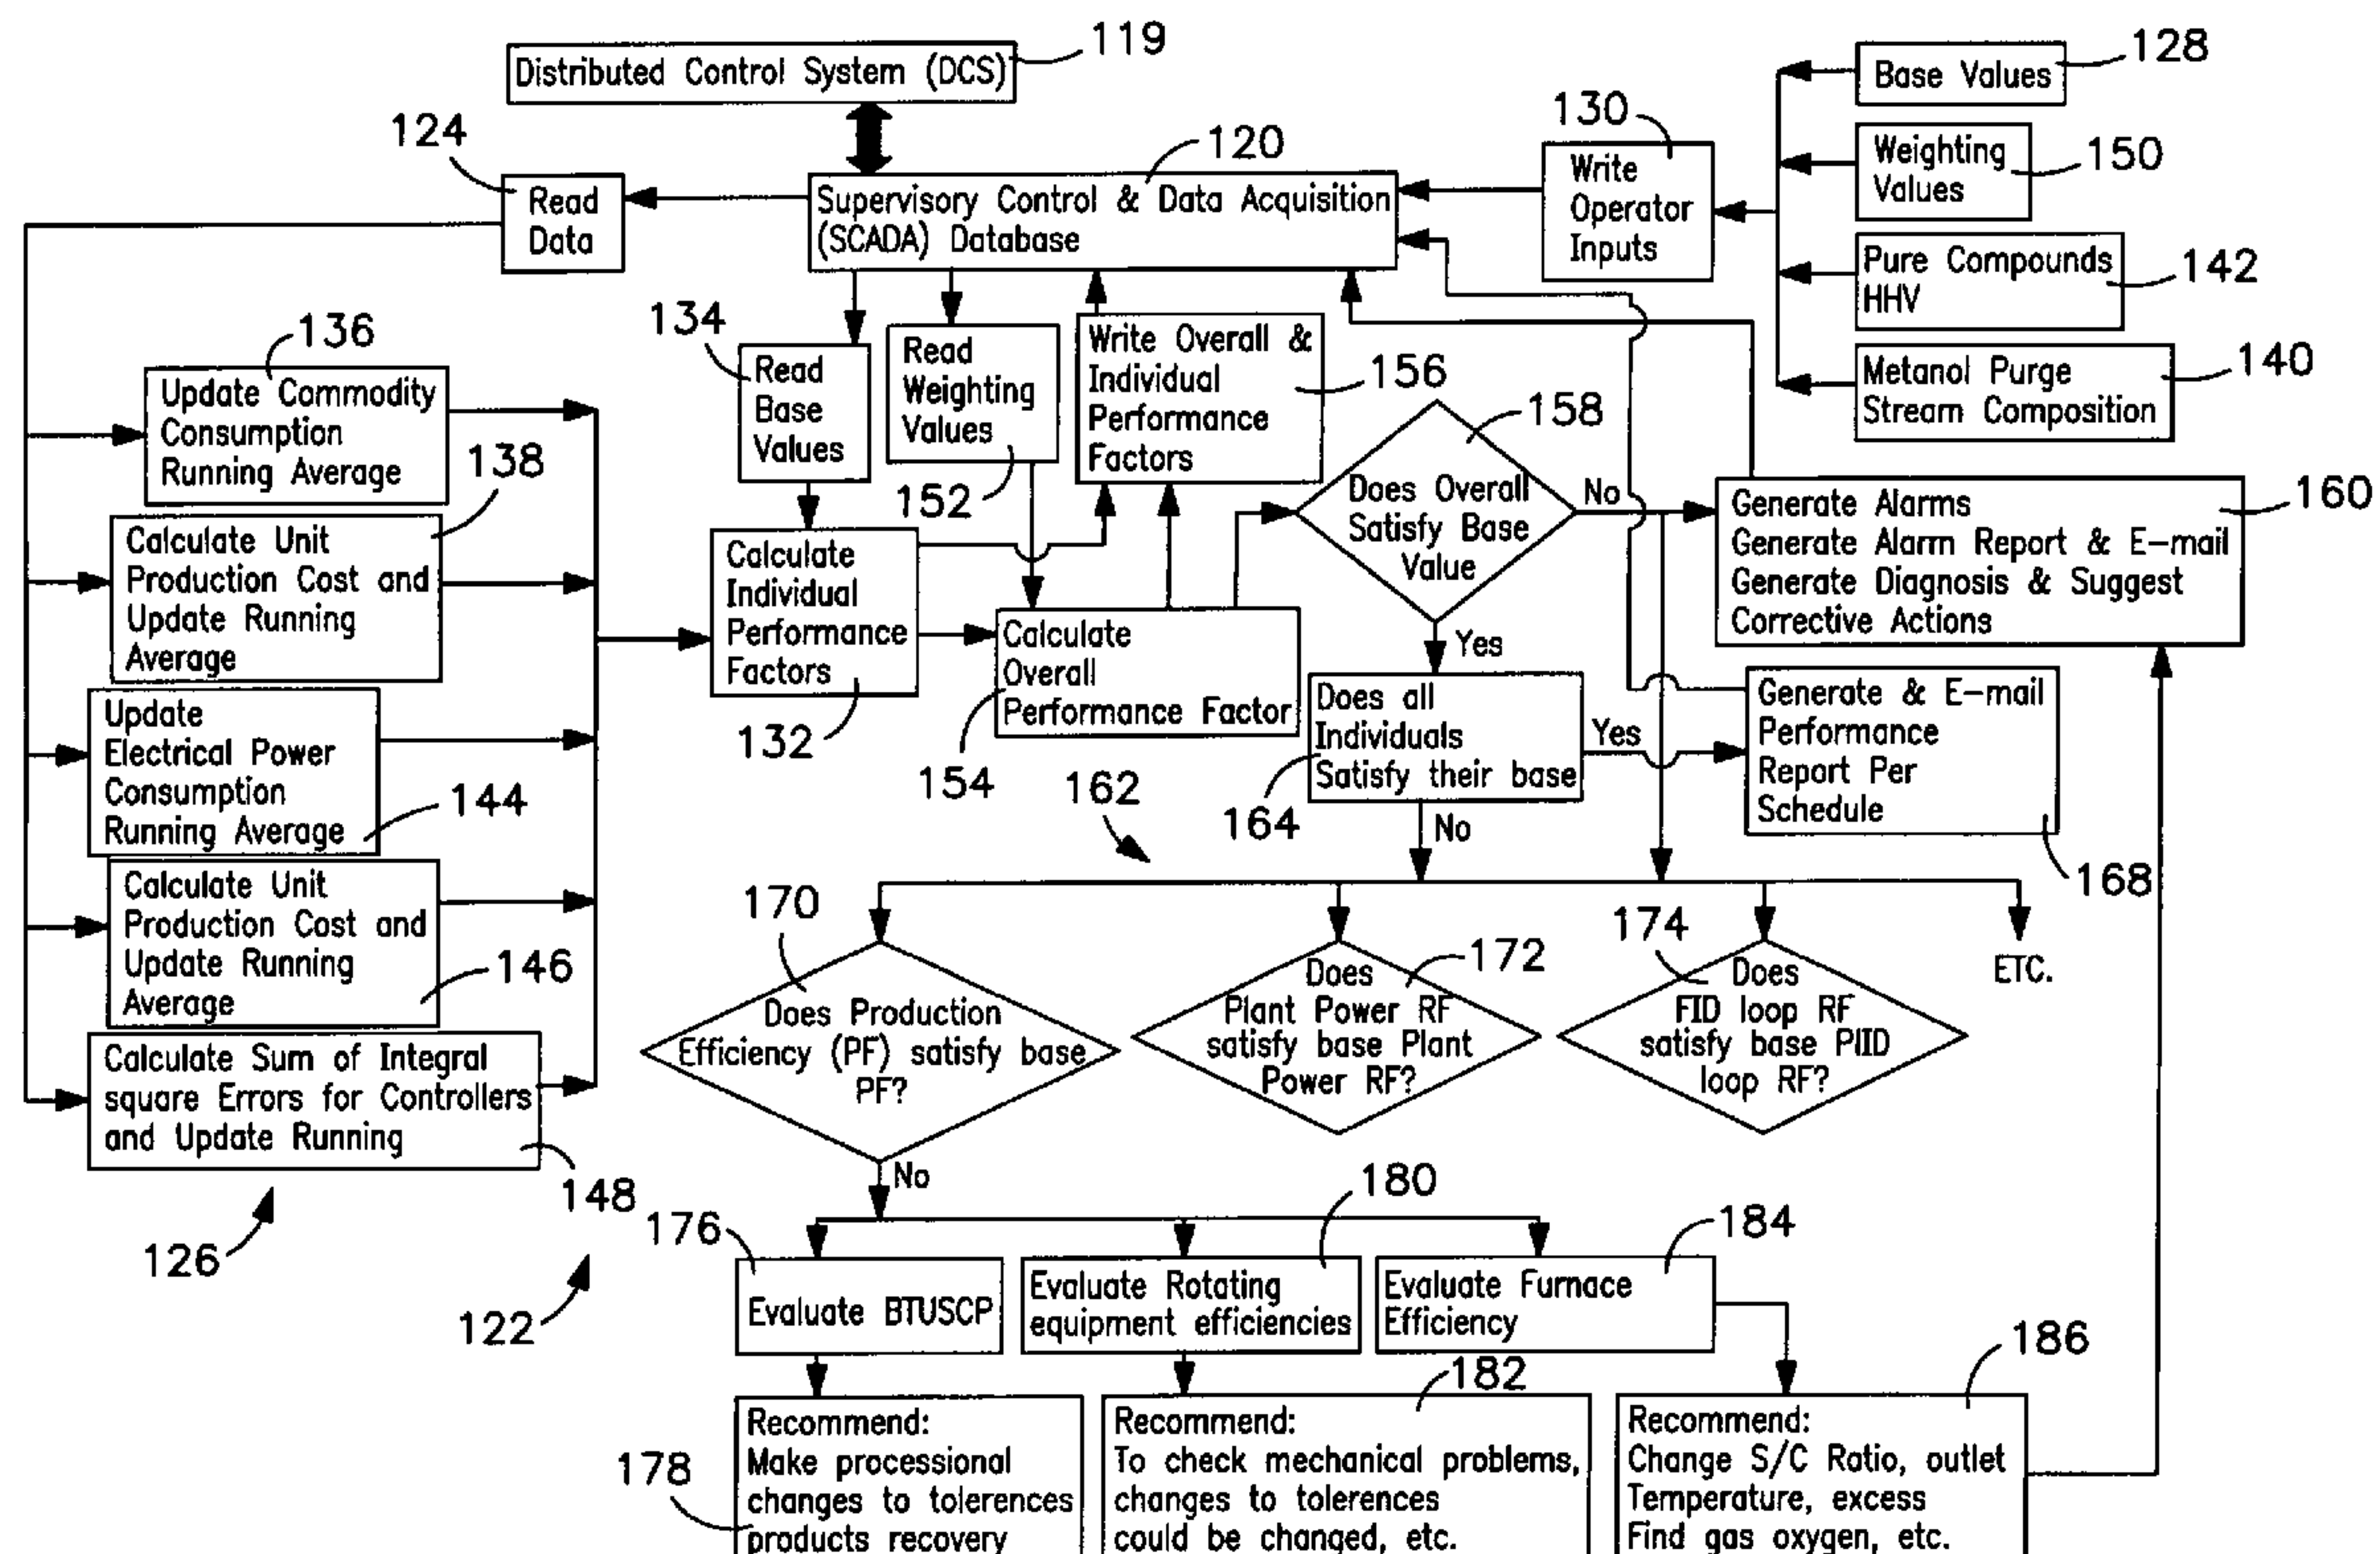 Distributed Control System (DCS)
119
124
Read
Data
120
Supervisory Control & Data Acquisition
(SCADA) Database
130
Write
Operator
Inputs
128
Base Values
Weighting
Values
150
Pure Compounds
HHV
142
Metanol Purge
Stream Composition
140
136
Update Commodity
Consumption
Running Average
138
Calculate Unit
Production Cost and
Update Running
Average
Update
Electrical Power
Consumption
Running Average
144
Calculate Unit
Production Cost and
Update Running
Average
146
Calculate Sum of Integral
square Errors for Controllers
and Update Running
148
126
122
134
Read
Base
Values
Read
Weighting
Values
152
Write Overall &
Individual
Performance
Factors
156
Calculate
Individual
Performance
Factors
132
Calculate
Overall
Performance Factor
154
158
Does Overall
Satisfy Base
Value
No
Yes
Generate Alarms
Generate Alarm Report & E-mail
Generate Diagnosis & Suggest
Corrective Actions
160
Does all
Individuals
Satisfy their base
164
Yes
No
Generate & E-mail
Performance
Report Per
Schedule
168
162
170
Does Production
Efficiency (PF) satisfy base
PF?
No
172
Does
Plant Power RF
satisfy base Plant
Power RF?
174
Does
FID loop RF
satisfy base PIID
loop RF?
ETC.
176
Evaluate BTUSCP
180
Evaluate Rotating
equipment efficiencies
184
Evaluate Furnace
Efficiency
178
Recommend:
Make processional
changes to tolerences
products recovery
182
Recommend:
To check mechanical problems,
changes to tolerences
could be changed, etc.
186
Recommend:
Change S/C Ratio, outlet
Temperature, excess
Find gas oxygen, etc.